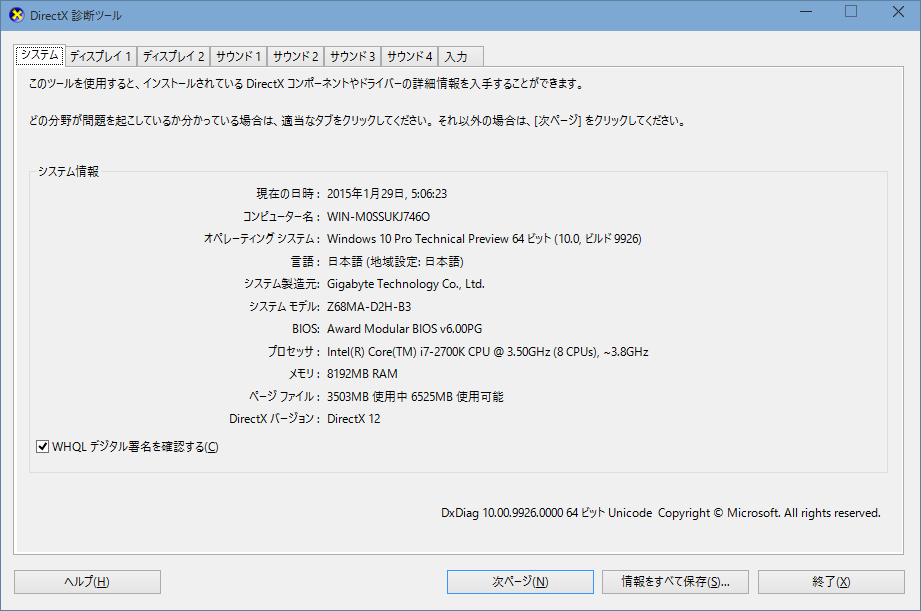 DirectX 診断ツール
システム ディスプレイ 1 ディスプレイ 2 サウンド 1 サウンド 2 サウンド 3 サウンド 4 入力
このツールを使用すると、インストールされている DirectX コンポーネントやドライバーの詳細情報を入手することができます。
どの分野が問題を起こしているか分かっている場合は、適当なタブをクリックしてください。それ以外の場合は、[次ページ] をクリックしてください。
システム情報
現在の日時： 2015年1月29日, 5:06:23
コンピューター名： WIN-M0SSUKJ746O
オペレーティング システム： Windows 10 Pro Technical Preview 64 ビット (10.0, ビルド 9926)
言語： 日本語 (地域設定: 日本語)
システム製造元: Gigabyte Technology Co., Ltd.
システム モデル: Z68MA-D2H-B3
BIOS: Award Modular BIOS v6.00PG
プロセッサ： Intel(R) Core(TM) i7-2700K CPU @ 3.50GHz (8 CPUs), ~3.8GHz
メモリ： 8192MB RAM
ページ ファイル： 3503MB 使用中 6525MB 使用可能
DirectX バージョン： DirectX 12
WHQL デジタル署名を確認する(C)
DxDiag 10.00.9926.0000 64 ビット Unicode Copyright © Microsoft. All rights reserved.
ヘルプ(H) 次ページ(N) 情報をすべて保存(S)... 終了(X)